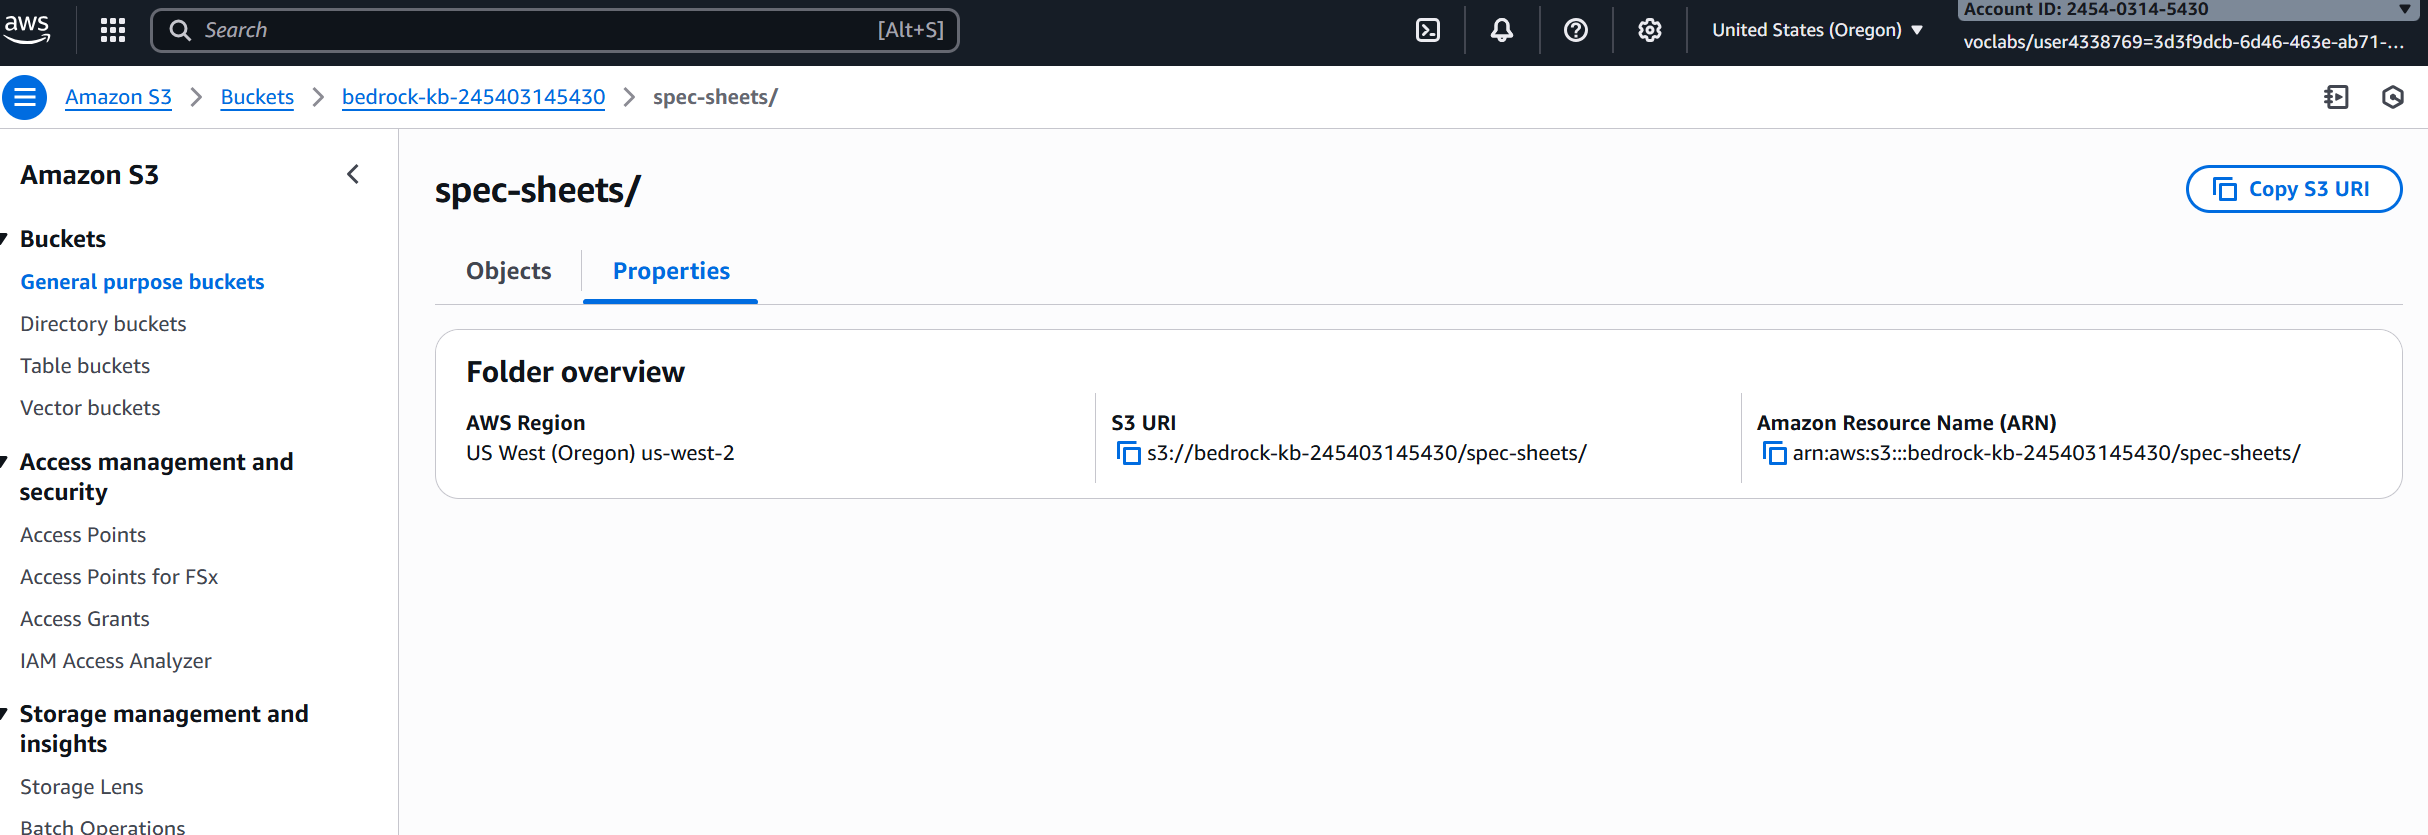 aws
Search
[Alt+S]
United States (Oregon)
Account ID: 2454-0314-5430
voclabs/user4338769=3d3f9dcb-6d46-463e-ab71-...
Amazon S3
Buckets
bedrock-kb-245403145430
spec-sheets/
Amazon S3
Buckets
General purpose buckets
Directory buckets
Table buckets
Vector buckets
Access management and
security
Access Points
Access Points for FSx
Access Grants
IAM Access Analyzer
Storage management and
insights
Storage Lens
Batch Operations
spec-sheets/
Copy S3 URI
Objects
Properties
Folder overview
AWS Region
US West (Oregon) us-west-2
S3 URI
s3://bedrock-kb-245403145430/spec-sheets/
Amazon Resource Name (ARN)
arn:aws:s3:::bedrock-kb-245403145430/spec-sheets/